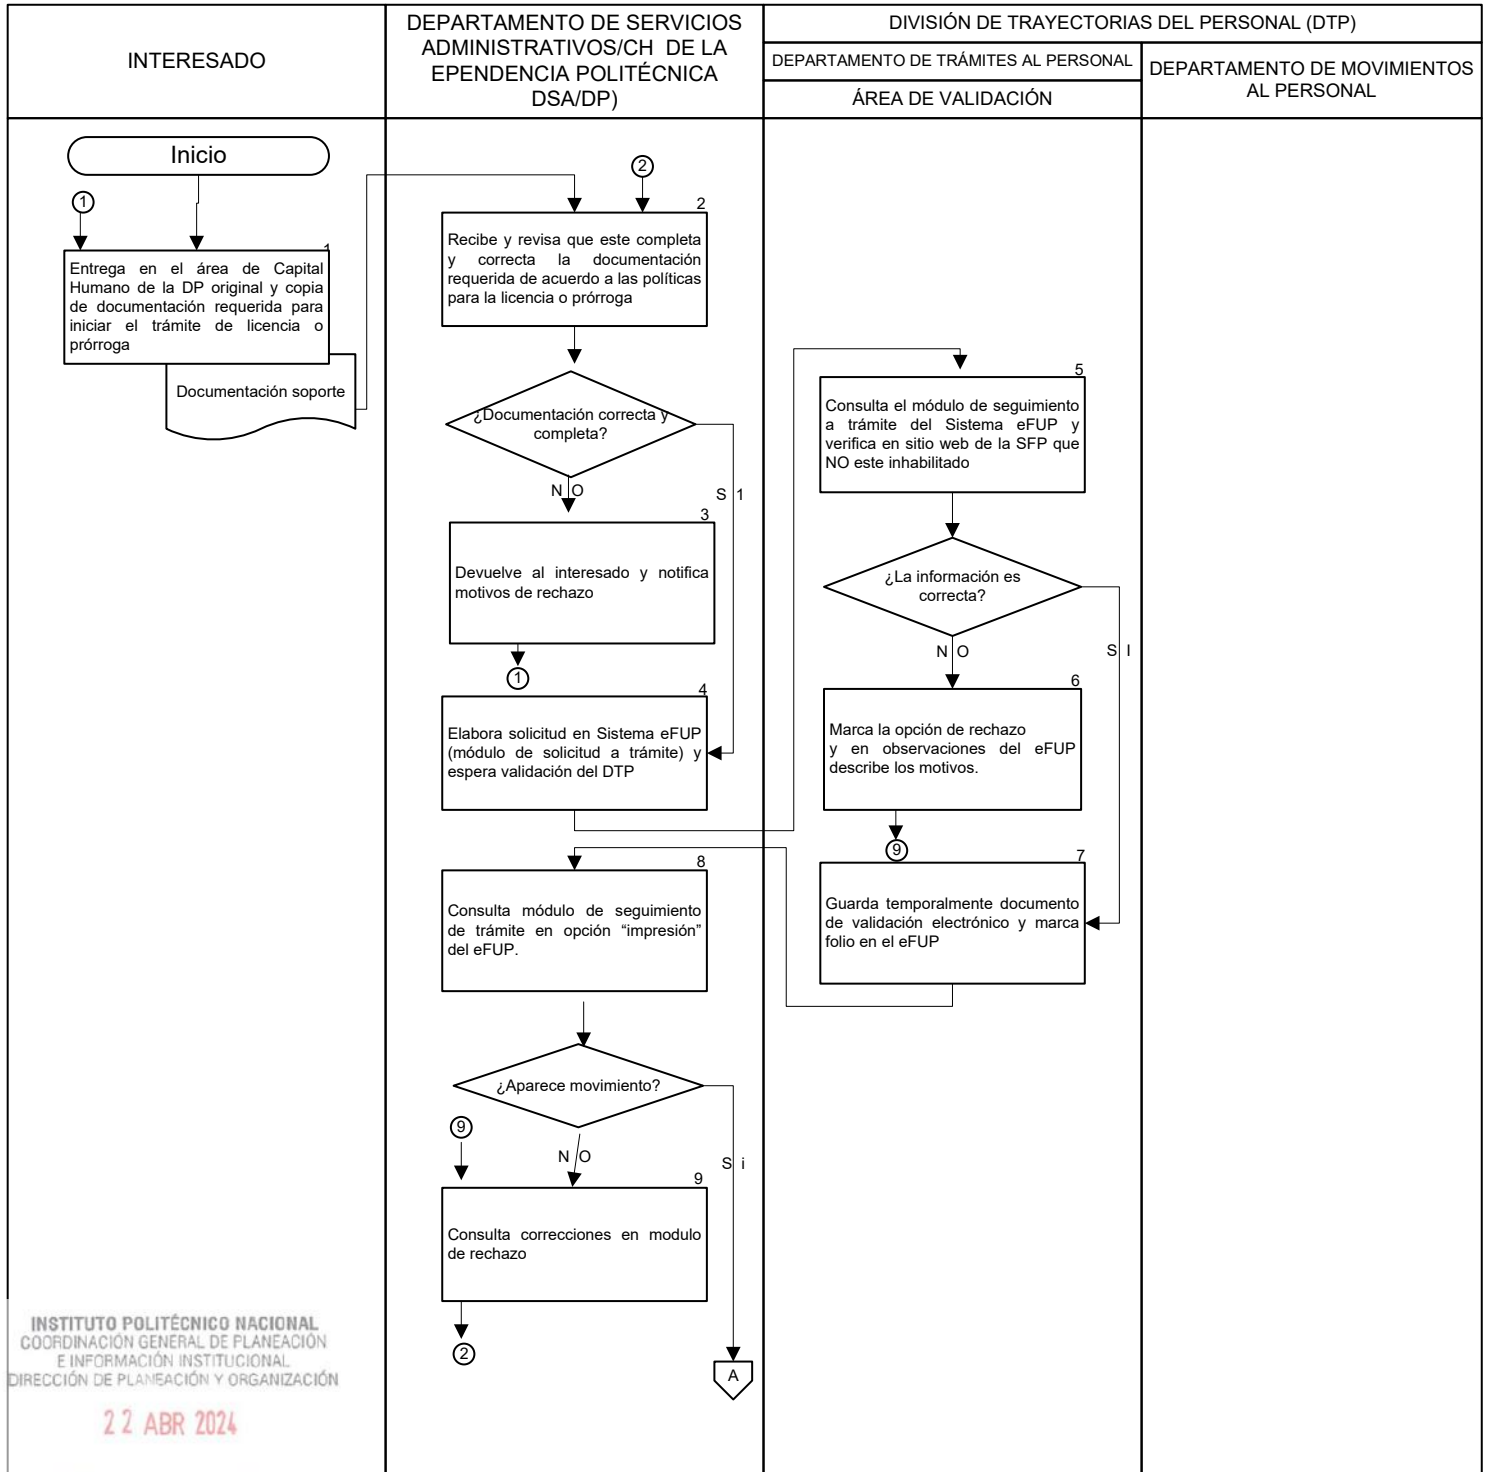 INTERESADO
DEPARTAMENTO DE SERVICIOS
ADMINISTRATIVOS/CH DE LA
EPENDENCIA POLITÉCNICA
DSA/DP)
DIVISIÓN DE TRAYECTORIAS DEL PERSONAL (DTP)
DEPARTAMENTO DE TRÁMITES AL PERSONAL
ÁREA DE VALIDACIÓN
DEPARTAMENTO DE MOVIMIENTOS
AL PERSONAL
Inicio
1
1
Entrega en el área de Capital
Humano de la DP original y copia
de documentación requerida para
iniciar el trámite de licencia o
prórroga
Documentación soporte
2
2
Recibe y revisa que este completa
y correcta la documentación
requerida de acuerdo a las políticas
para la licencia o prórroga
¿Documentación correcta y
completa?
N O
S 1
3
Devuelve al interesado y notifica
motivos de rechazo
1
4
Elabora solicitud en Sistema eFUP
(módulo de solicitud a trámite) y
espera validación del DTP
5
Consulta el módulo de seguimiento
a trámite del Sistema eFUP y
verifica en sitio web de la SFP que
NO este inhabilitado
¿La información es
correcta?
N O
S I
6
Marca la opción de rechazo
y en observaciones del eFUP
describe los motivos.
9
7
Guarda temporalmente documento
de validación electrónico y marca
folio en el eFUP
8
Consulta módulo de seguimiento
de trámite en opción “impresión”
del eFUP.
¿Aparece movimiento?
9
N O
S i
9
Consulta correcciones en modulo
de rechazo
2
A
INSTITUTO POLITÉCNICO NACIONAL
COORDINACIÓN GENERAL DE PLANEACIÓN
E INFORMACIÓN INSTITUCIONAL
DIRECCIÓN DE PLANEACIÓN Y ORGANIZACIÓN
22 ABR 2024